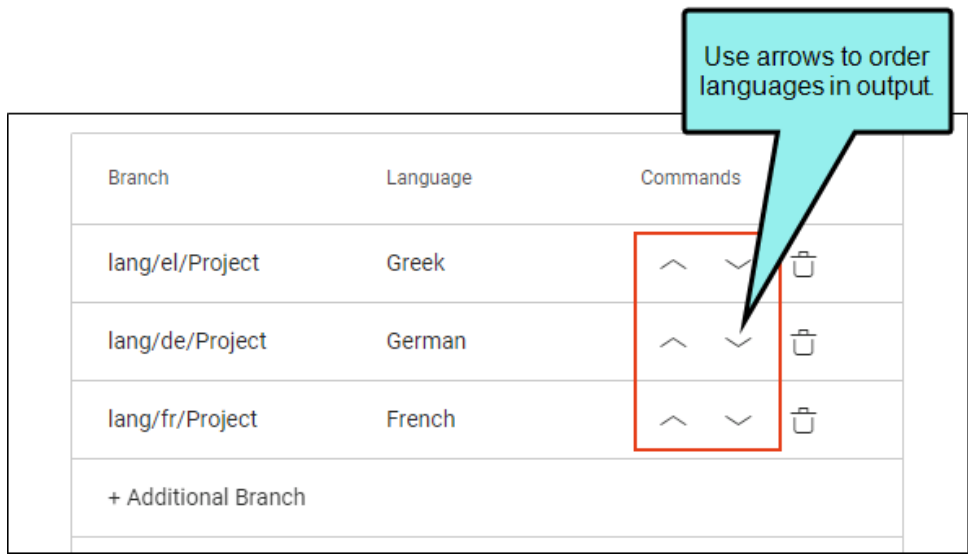 Use arrows to order
languages in output.
Branch Language Commands
lang/el/Project Greek
lang/de/Project German
lang/fr/Project French
+ Additional Branch